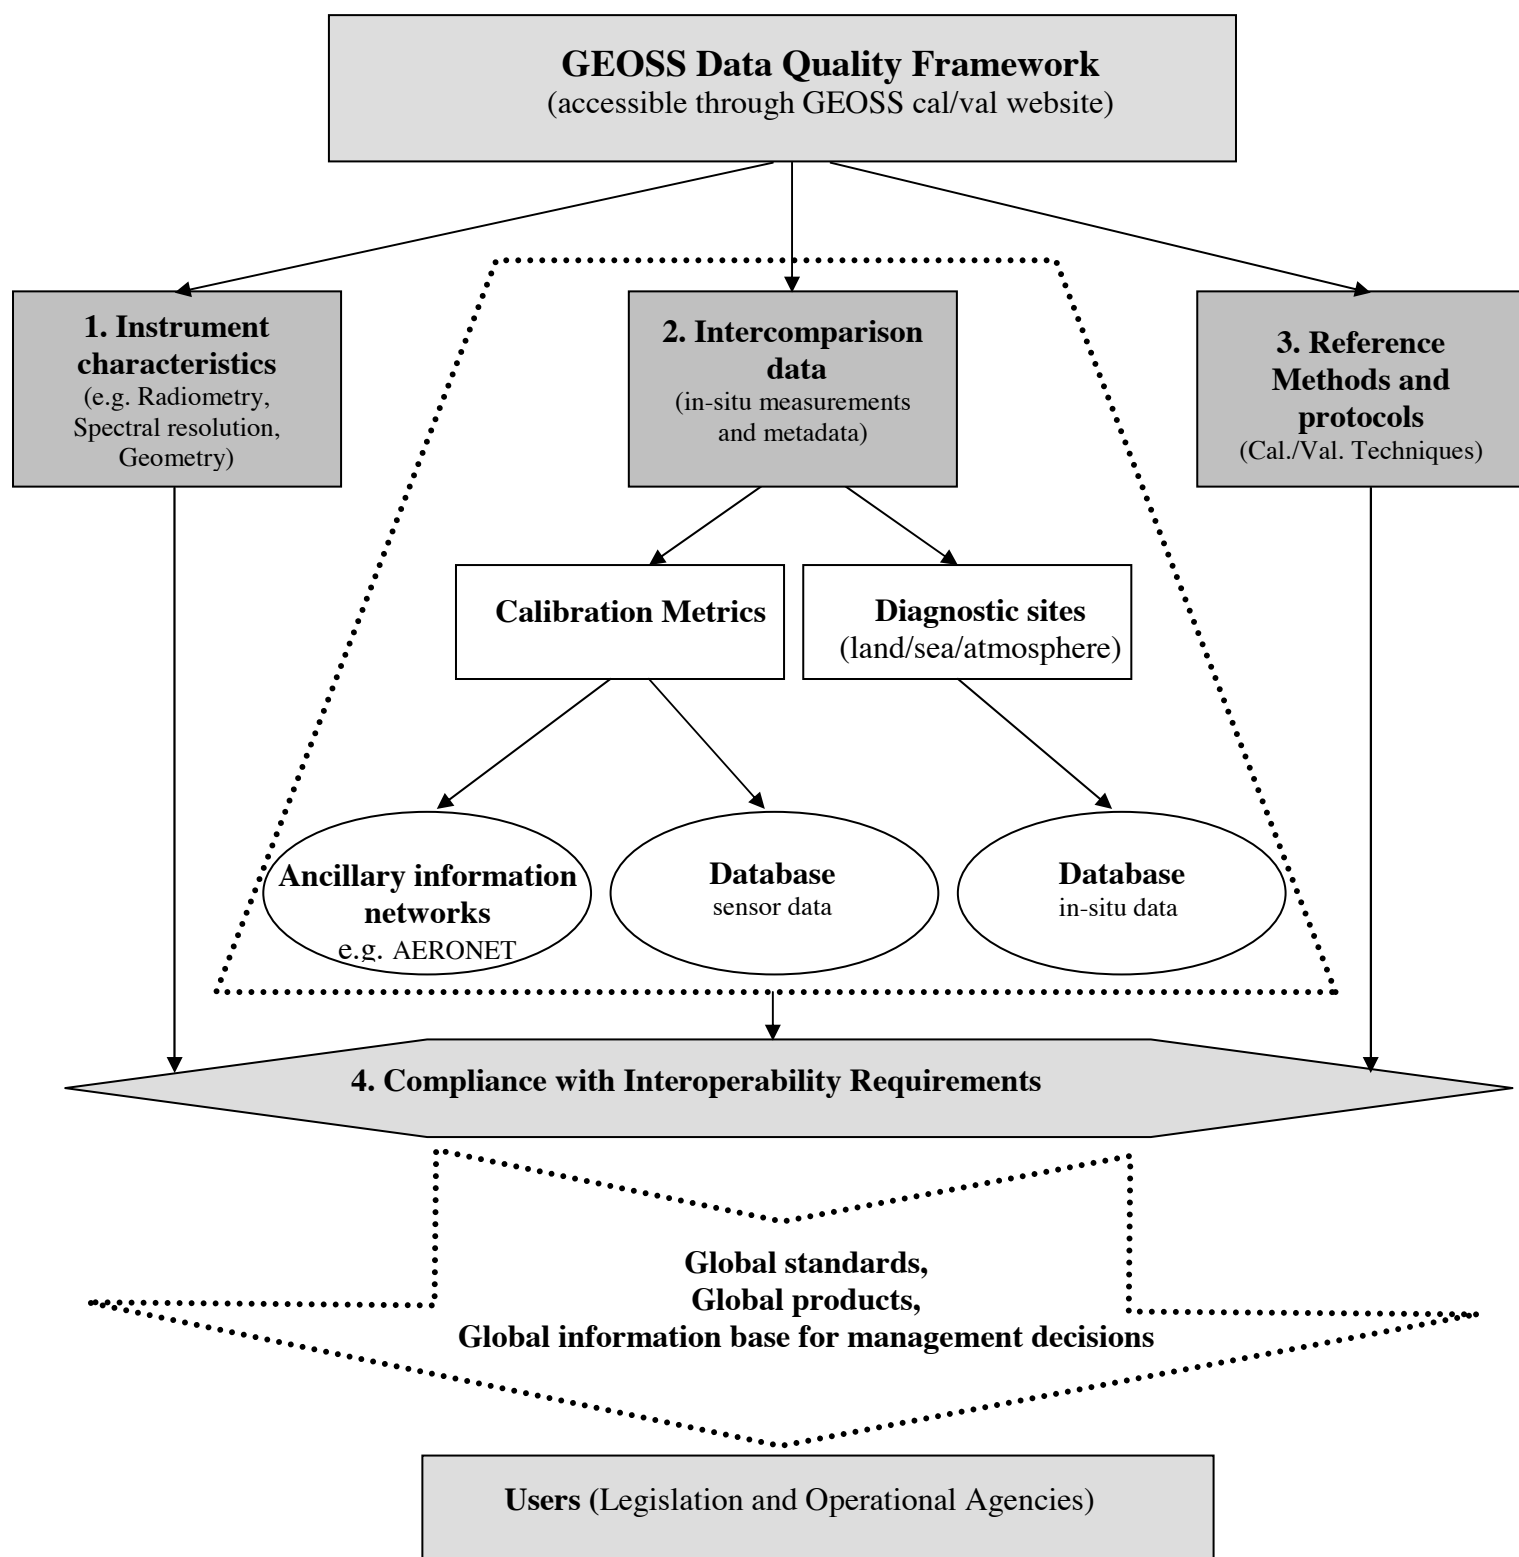 GEOSS Data Quality Framework
(accessible through GEOSS cal/val website)
1. Instrument
characteristics
(e.g. Radiometry,
Spectral resolution,
Geometry)
2. Intercomparison
data
(in-situ measurements
and metadata)
3. Reference
Methods and
protocols
(Cal./Val. Techniques)
Calibration Metrics
Diagnostic sites
(land/sea/atmosphere)
Ancillary information
networks
e.g. AERONET
Database
sensor data
Database
in-situ data
4. Compliance with Interoperability Requirements
Global standards,
Global products,
Global information base for management decisions
Users (Legislation and Operational Agencies)